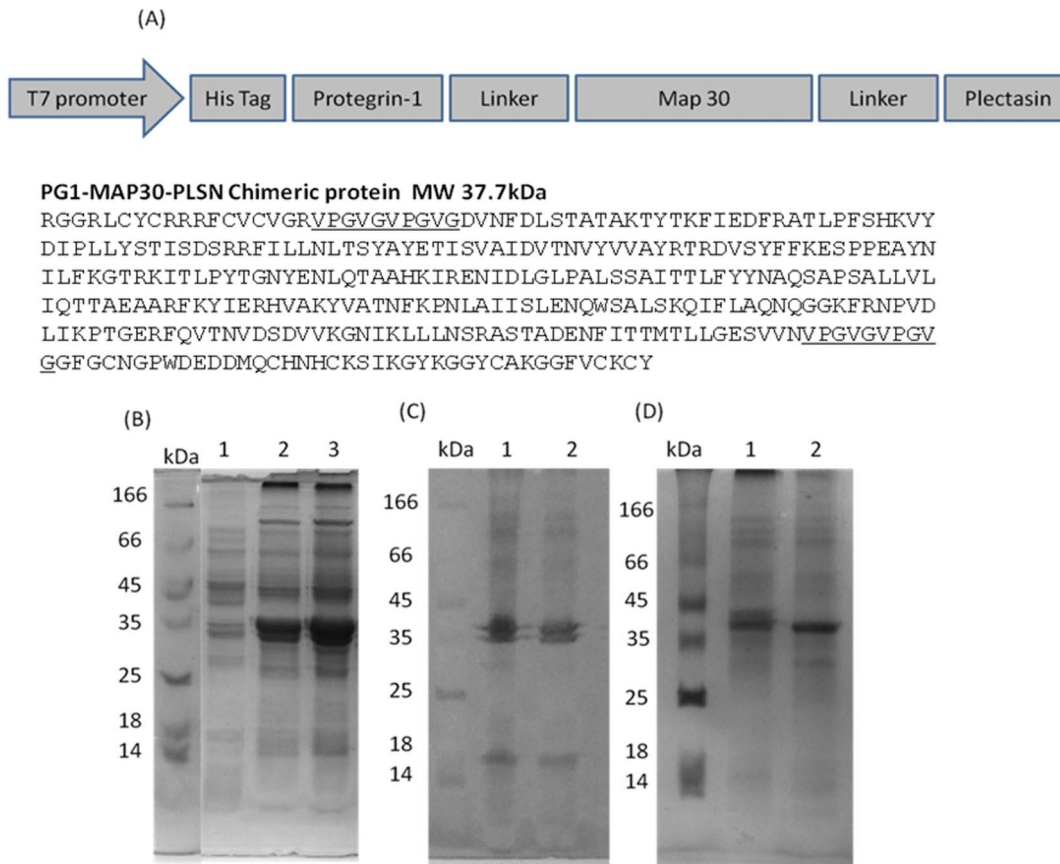 (A)
T7 promoter His Tag Protegrin-1 Linker Map 30 Linker Plectasin
PG1-MAP30-PLSN Chimeric protein MW 37.7kDa
RGGRLCYCRRRFCVCVGRVPGVGVPGVGDVNFDLSTATAKTYTKFIEDFRATLPFSHKVY
DIPLLYSTISDSRRFILLNLTSYAYETISVAIDVTNVYVVAYRTRDVSYFFKESPPEAYN
ILFKGTRKITLPYTGNYENLQTAAHKIRENIDLGLPALSSAITTLFYYNAQSAPSALLVL
IQTTAEAARFKYIERHVAKYVATNFKPNLAIISLENQWSALSKQIFLAQNQGGKFRNPVD
LIKPTGERFQVTNVDSDVVKGNIKLLLNSRASTADENFITTMTLLGESVVNVPGVGVPGV
GGFGCNGPWDEDDMQCHNHCKSIKGYKGGYCAKGGFVCKCY
(B)
kDa 1 2 3
166
66
45
35
25
18
14
(C)
kDa 1 2
166
66
45
35
25
18
14
(D)
kDa 1 2
166
66
45
35
25
18
14